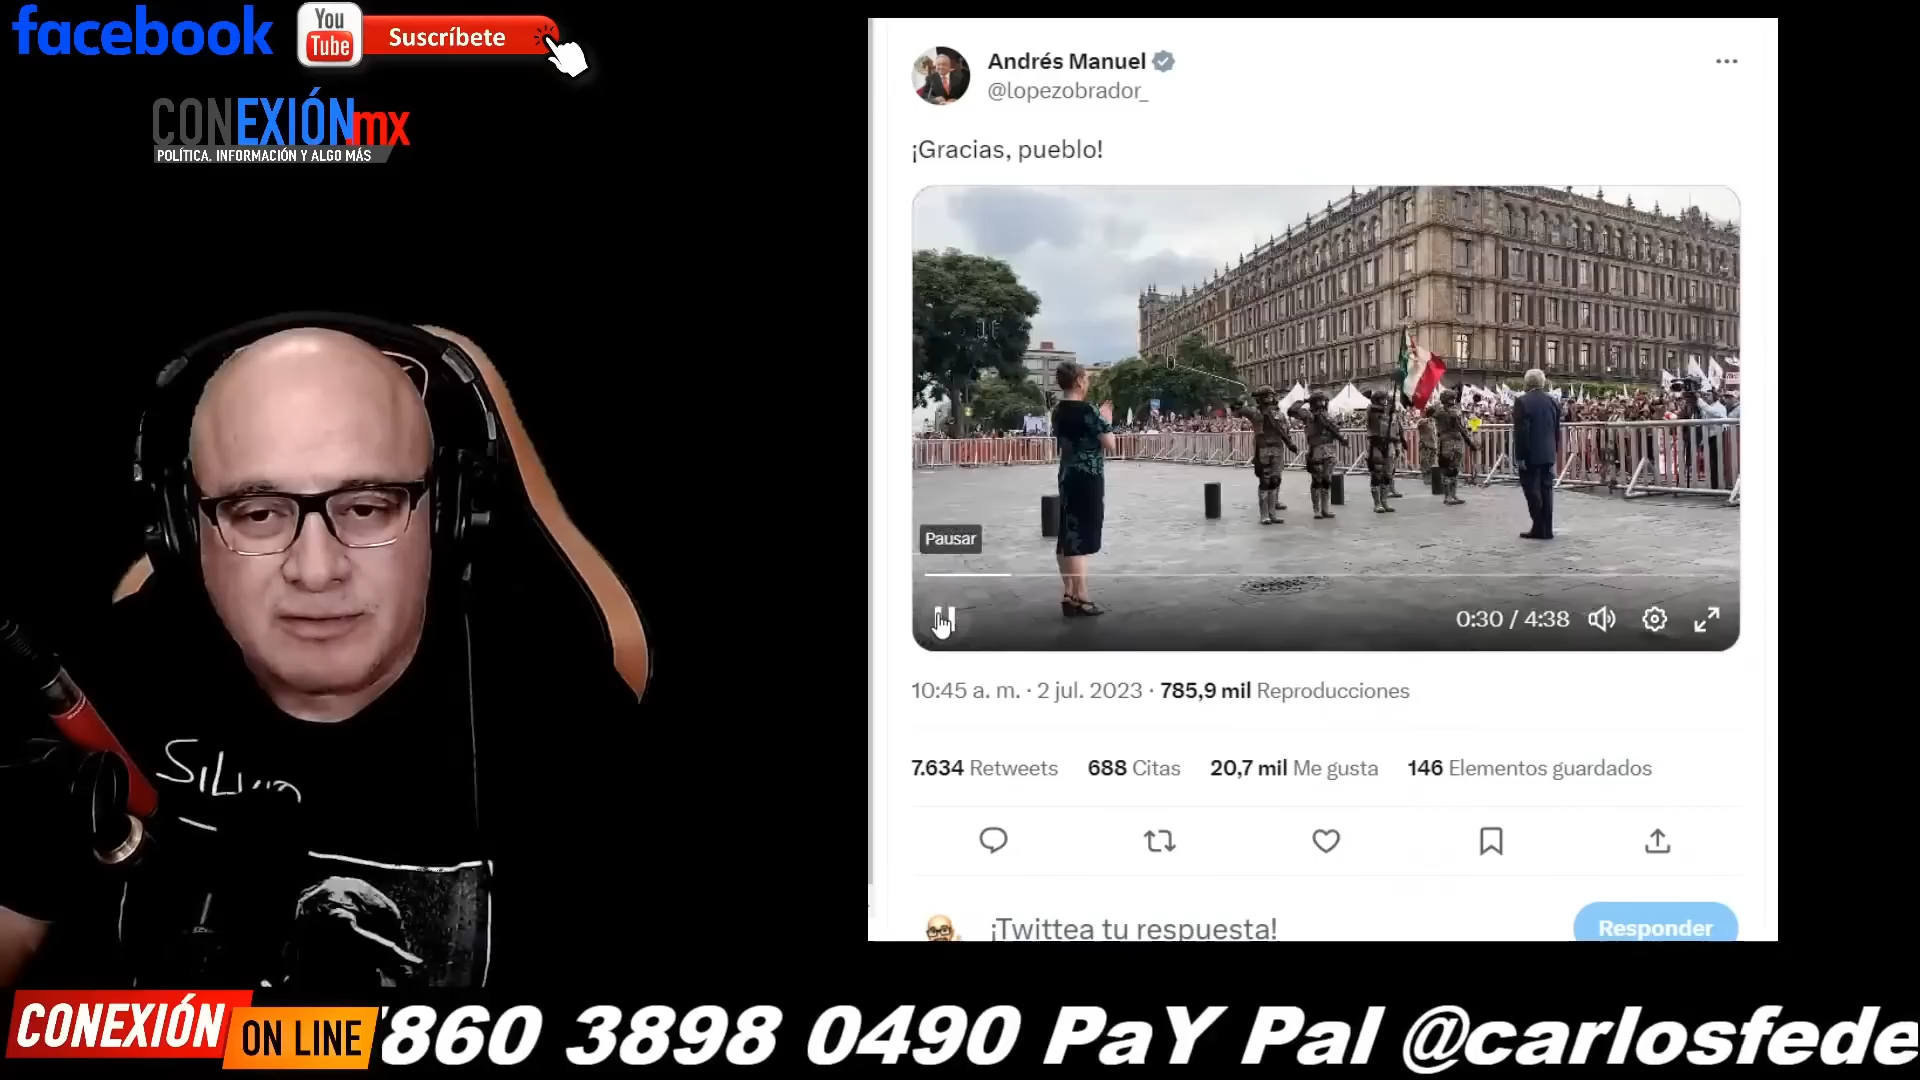 facebook
You
Tube
Suscríbete
CONEXIÓN.mx
POLÍTICA, INFORMACIÓN Y ALGO MÁS
Andrés Manuel
@lopezobrador_
¡Gracias, pueblo!
Pausar
0:30 / 4:38
10:45 a. m. · 2 jul. 2023 · 785,9 mil Reproducciones
7.634 Retweets 688 Citas 20,7 mil Me gusta 146 Elementos guardados
¡Twittea tu respuesta!
Responder
CONEXIÓN
ON LINE
860 3898 0490 PaY Pal @carlosfede